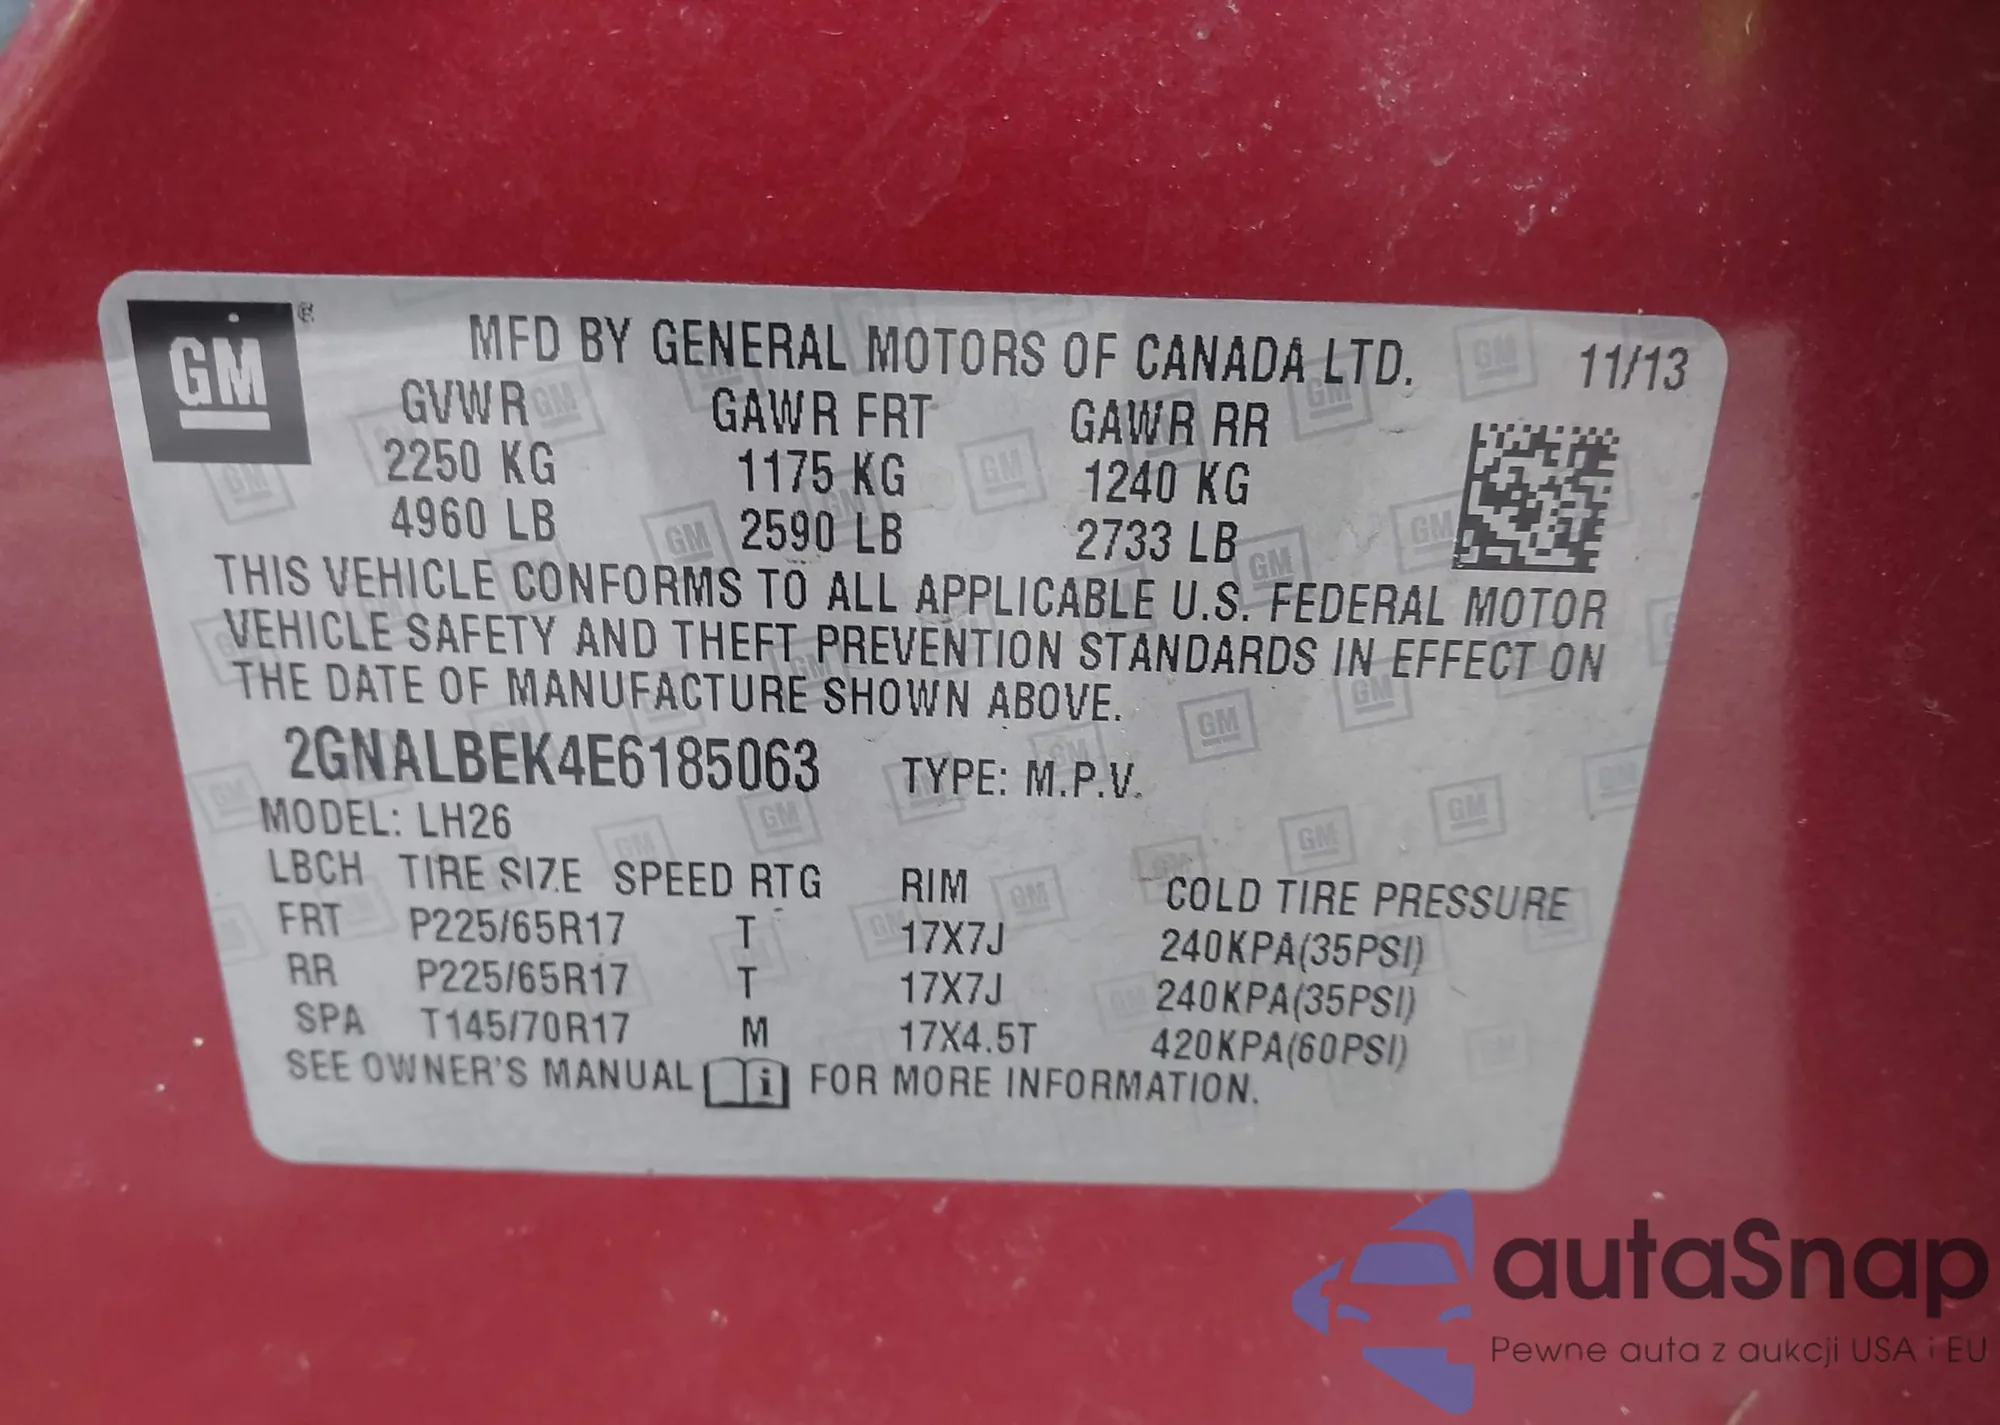 GM ®
MFD BY GENERAL MOTORS OF CANADA LTD. 11/13
GVWR GAWR FRT GAWR RR
2250 KG 1175 KG 1240 KG
4960 LB 2590 LB 2733 LB
THIS VEHICLE CONFORMS TO ALL APPLICABLE U.S. FEDERAL MOTOR
VEHICLE SAFETY AND THEFT PREVENTION STANDARDS IN EFFECT ON
THE DATE OF MANUFACTURE SHOWN ABOVE.
2GNALBEK4E6185063 TYPE: M.P.V.
MODEL: LH26
LBCH TIRE SIZE SPEED RTG RIM COLD TIRE PRESSURE
FRT P225/65R17 T 17X7J 240KPA(35PSI)
RR P225/65R17 T 17X7J 240KPA(35PSI)
SPA T145/70R17 M 17X4.5T 420KPA(60PSI)
SEE OWNER'S MANUAL i FOR MORE INFORMATION.
autaSnap
Pewne auta z aukcji USA i EU